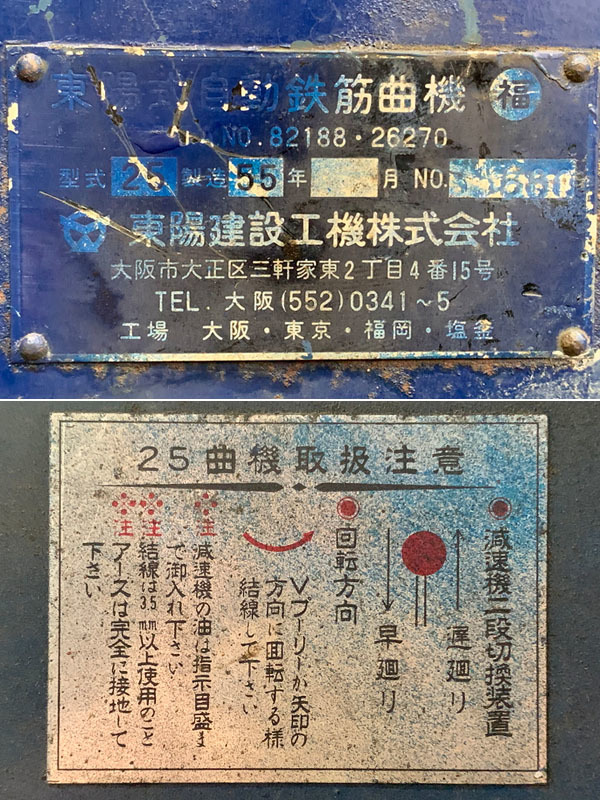 東陽式自動鉄筋曲機 福
NO.82188・26270
型式 25 製造 55 年 月 NO.
東陽建設工機株式会社
大阪市大正区三軒家東2丁目4番15号
TEL. 大阪(552)0341～5
工場 大阪・東京・福岡・塩釜
25曲機取扱注意
減速機二段切換装置
遅廻り
早廻り
回転方向
Vプーリーが矢印の
方向に回転する様
結線して下さい
注
減速機の油は指示目盛ま
で御入れ下さい
注
結線は3.5mm以上使用のこと
注
アースは完全に接地して
下さい